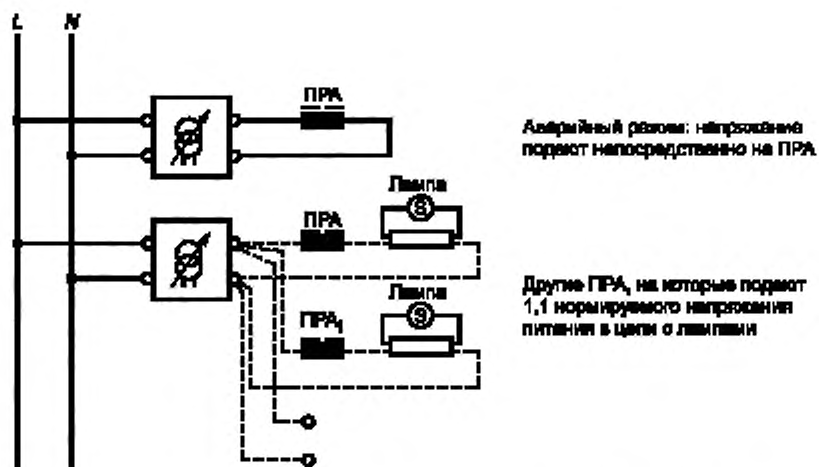 L N
ПРА
Аварийный режим: напряжение
подают непосредственно на ПРА
Лампа
S
ПРА
Лампа
S
ПРА₁
Другие ПРА, на которые подают
1,1 нормируемого напряжения
питания в цепи с лампами